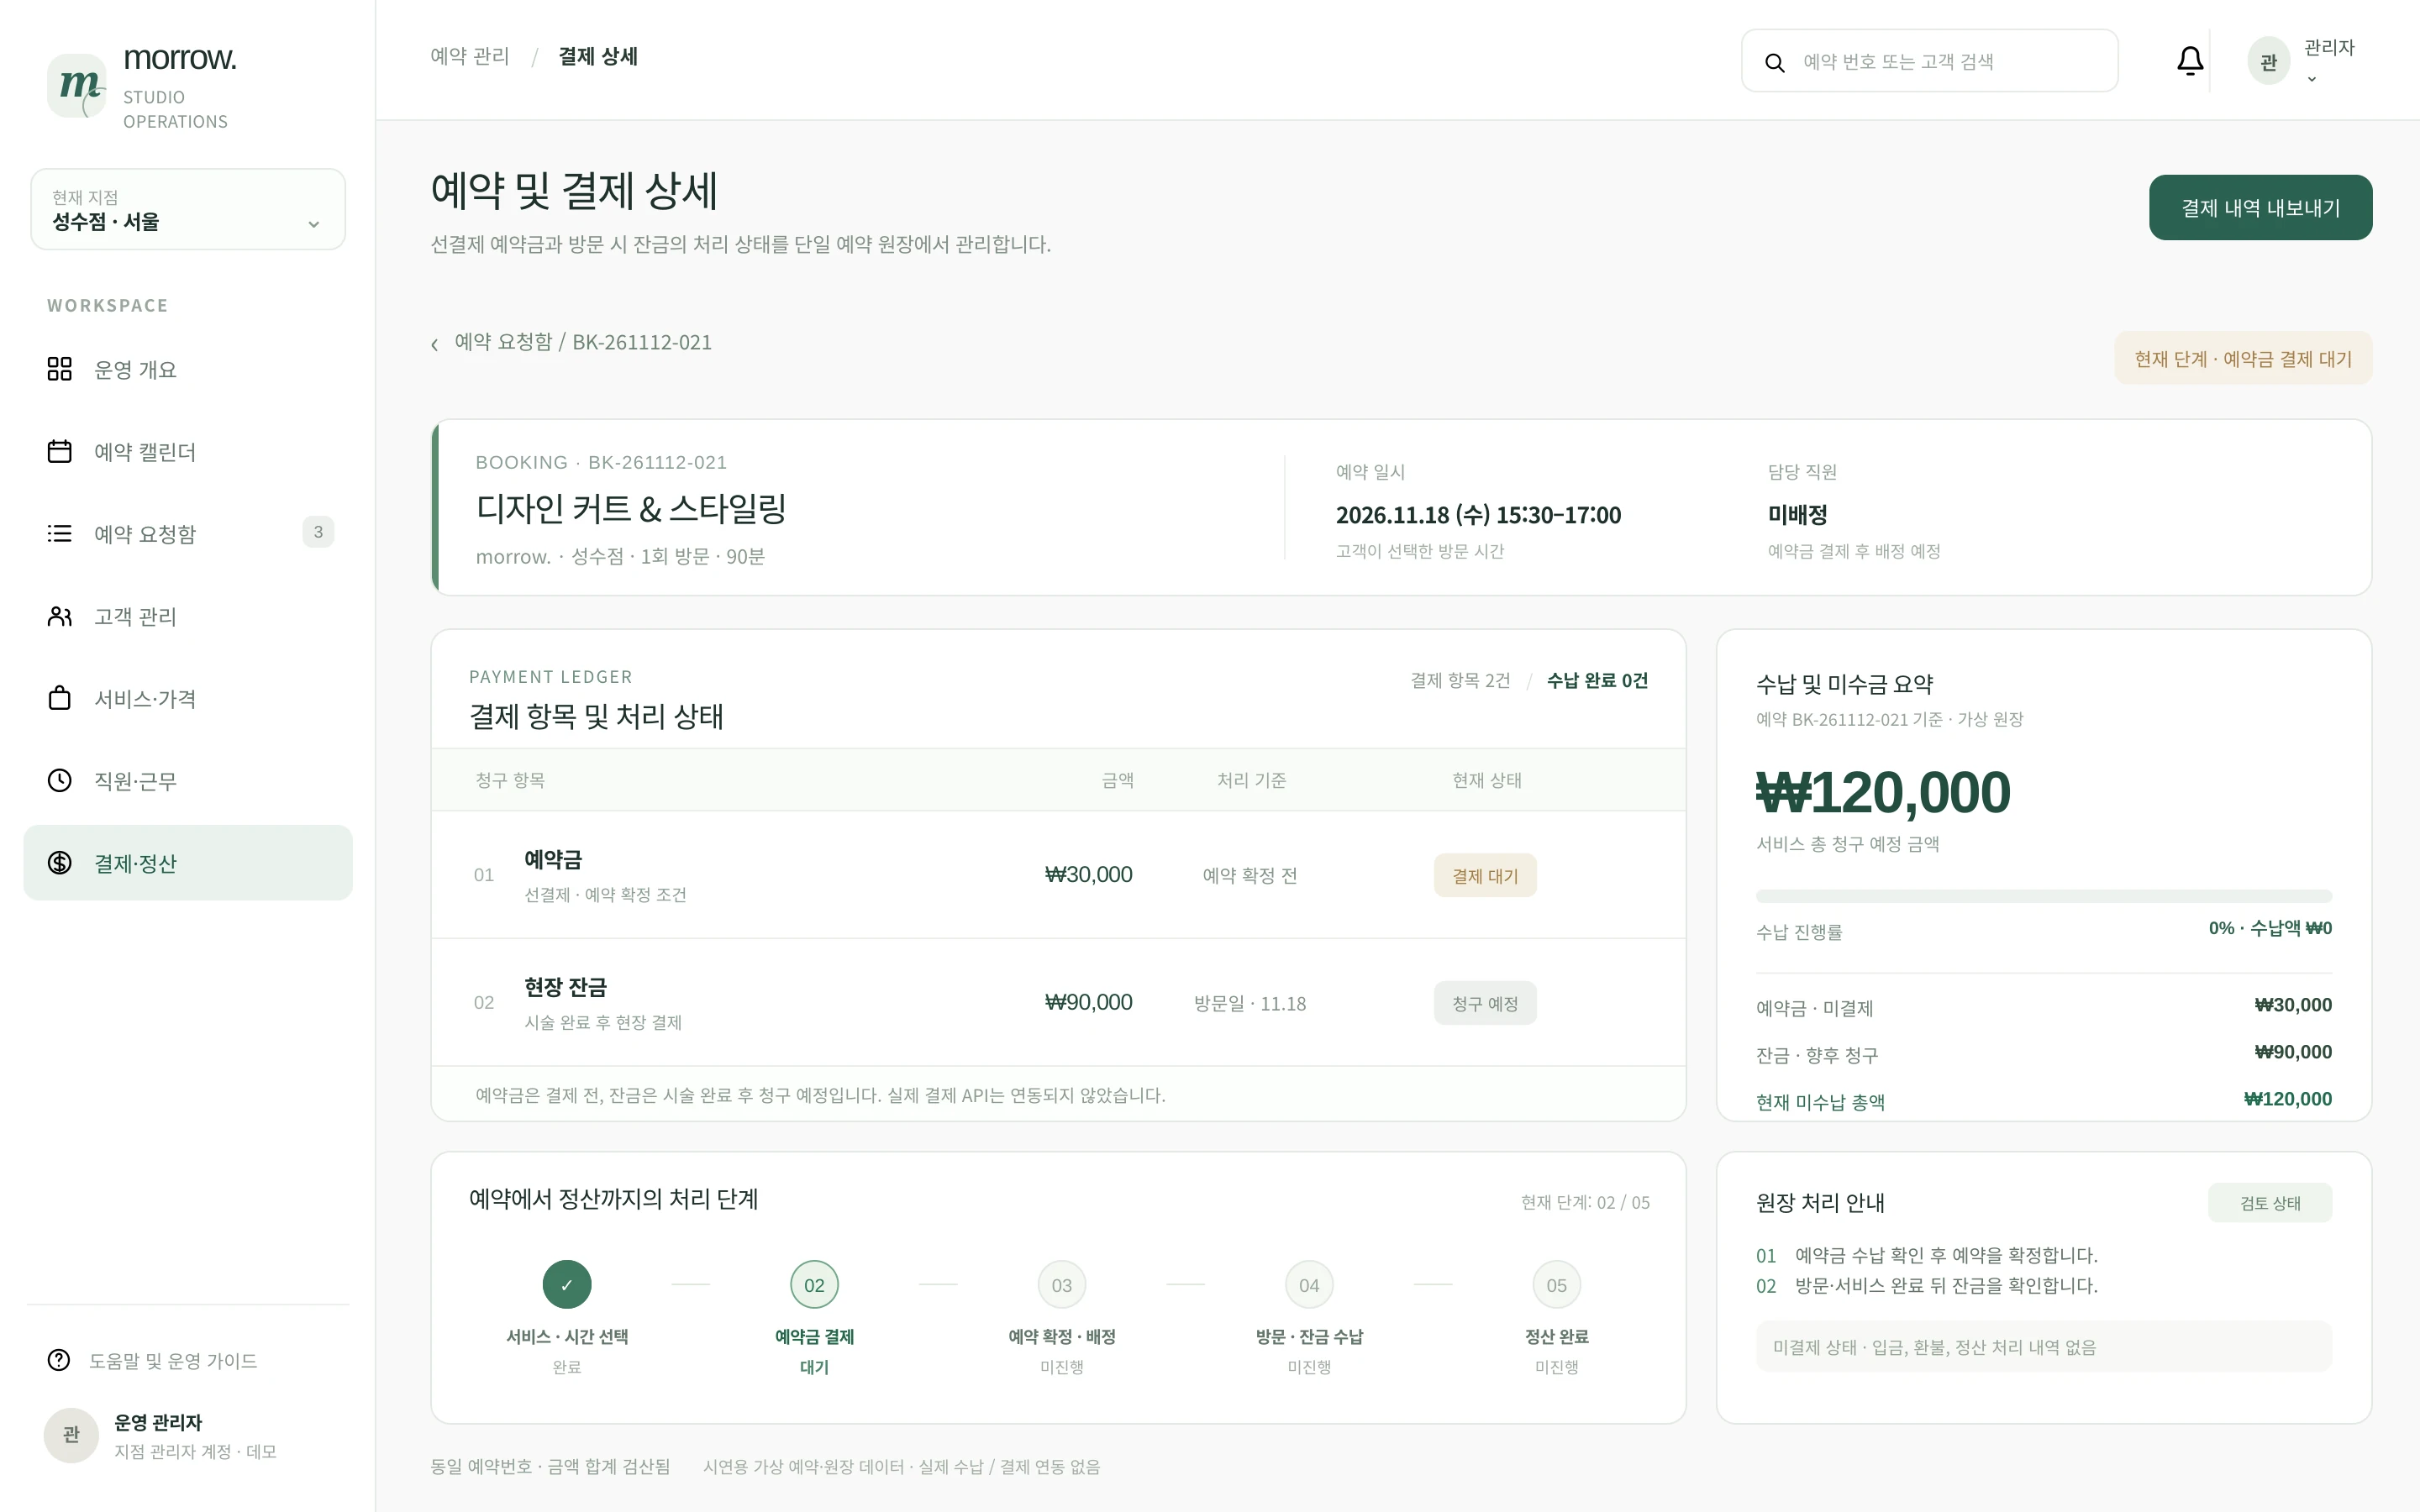 m
morrow.
STUDIO
OPERATIONS
현재 지점
성수점 · 서울
WORKSPACE
운영 개요
예약 캘린더
예약 요청함
3
고객 관리
서비스·가격
직원·근무
결제·정산
도움말 및 운영 가이드
관
운영 관리자
지점 관리자 계정 · 데모
예약 관리 / 결제 상세
예약 번호 또는 고객 검색
관
관리자
예약 및 결제 상세
선결제 예약금과 방문 시 잔금의 처리 상태를 단일 예약 원장에서 관리합니다.
결제 내역 내보내기
‹ 예약 요청함 / BK-261112-021
현재 단계 · 예약금 결제 대기
BOOKING · BK-261112-021
디자인 커트 & 스타일링
morrow. · 성수점 · 1회 방문 · 90분
예약 일시
2026.11.18 (수) 15:30–17:00
고객이 선택한 방문 시간
담당 직원
미배정
예약금 결제 후 배정 예정
PAYMENT LEDGER
결제 항목 및 처리 상태
결제 항목 2건 / 수납 완료 0건
청구 항목 금액 처리 기준 현재 상태
01 예약금 ₩30,000 예약 확정 전 결제 대기
선결제 · 예약 확정 조건
02 현장 잔금 ₩90,000 방문일 · 11.18 청구 예정
시술 완료 후 현장 결제
예약금은 결제 전, 잔금은 시술 완료 후 청구 예정입니다. 실제 결제 API는 연동되지 않았습니다.
수납 및 미수금 요약
예약 BK-261112-021 기준 · 가상 원장
₩120,000
서비스 총 청구 예정 금액
수납 진행률 0% · 수납액 ₩0
예약금 · 미결제 ₩30,000
잔금 · 향후 청구 ₩90,000
현재 미수납 총액 ₩120,000
예약에서 정산까지의 처리 단계
현재 단계: 02 / 05
✓ 02 03 04 05
서비스 · 시간 선택 예약금 결제 예약 확정 · 배정 방문 · 잔금 수납 정산 완료
완료 대기 미진행 미진행 미진행
원장 처리 안내
검토 상태
01 예약금 수납 확인 후 예약을 확정합니다.
02 방문·서비스 완료 뒤 잔금을 확인합니다.
미결제 상태 · 입금, 환불, 정산 처리 내역 없음
동일 예약번호 · 금액 합계 검산됨 시연용 가상 예약·원장 데이터 · 실제 수납 / 결제 연동 없음